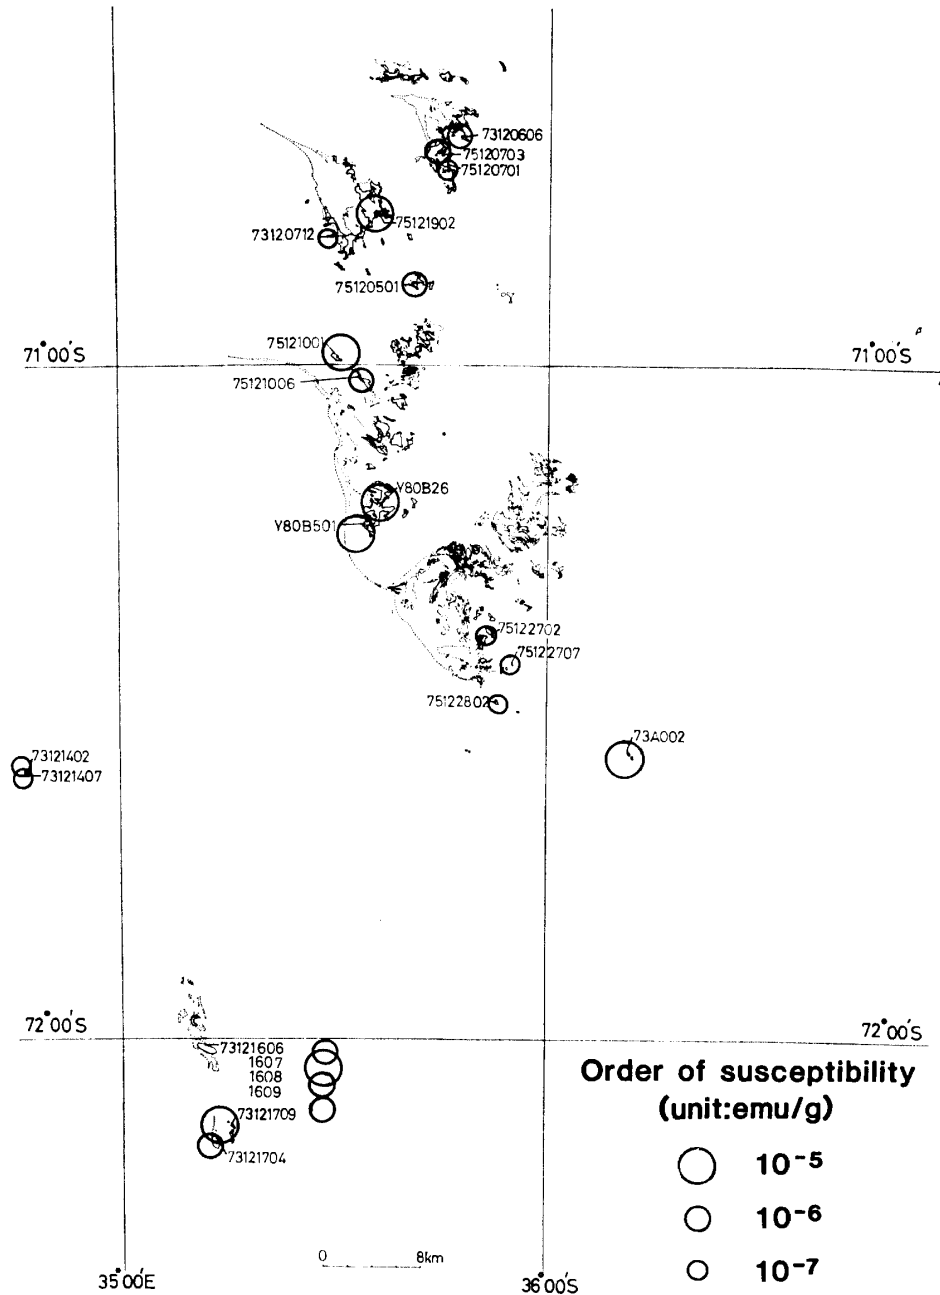 73120606
75120703
75120701
75121902
73120712
75120501
75121001
71°00′S
71°00′S
75121006
Y80B26
Y80B501
75122702
75122707
75122802
73A002
73121402
73121407
72°00′S
72°00′S
73121606
1607
1608
1609
73121709
73121704
Order of susceptibility
(unit:emu/g)
10⁻⁵
10⁻⁶
10⁻⁷
0 8km
35°00′E
36°00′S